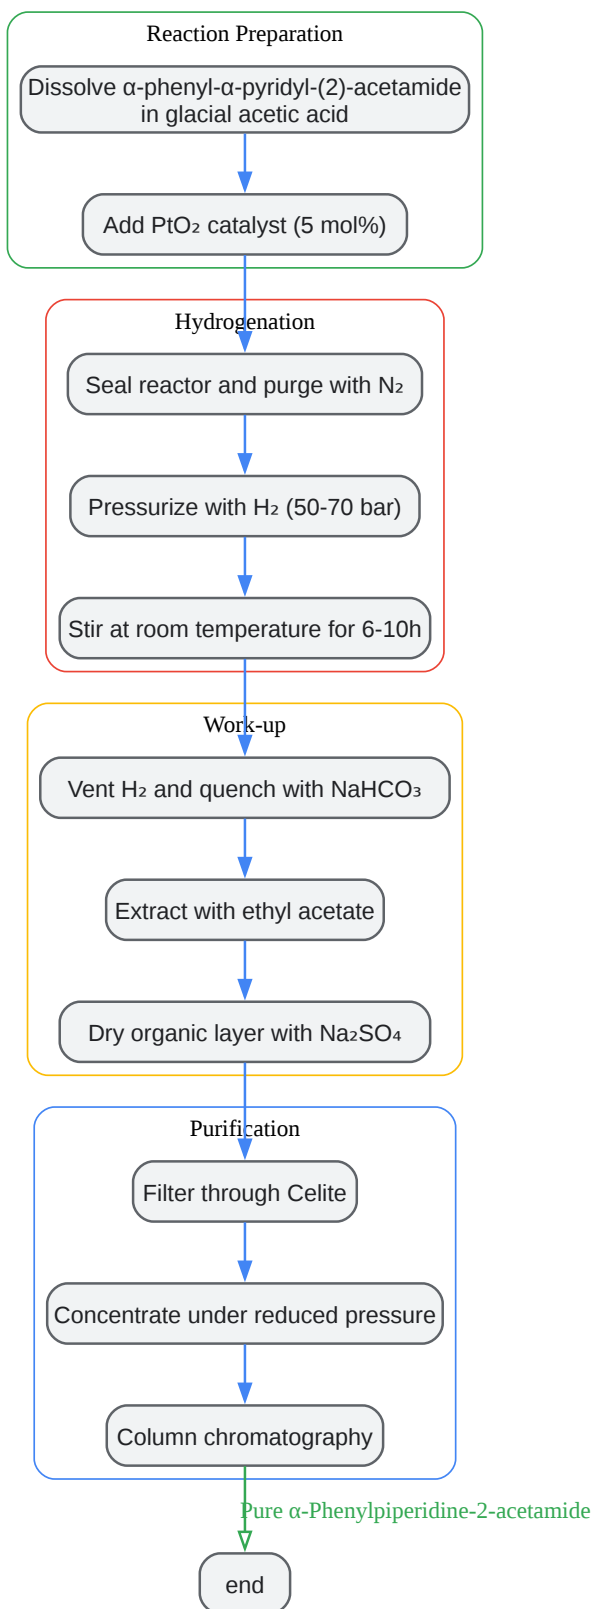 Reaction Preparation
Dissolve α-phenyl-α-pyridyl-(2)-acetamide
in glacial acetic acid
Add PtO₂ catalyst (5 mol%)
Hydrogenation
Seal reactor and purge with N₂
Pressurize with H₂ (50-70 bar)
Stir at room temperature for 6-10h
Work-up
Vent H₂ and quench with NaHCO₃
Extract with ethyl acetate
Dry organic layer with Na₂SO₄
Purification
Filter through Celite
Concentrate under reduced pressure
Column chromatography
Pure α-Phenylpiperidine-2-acetamide
end